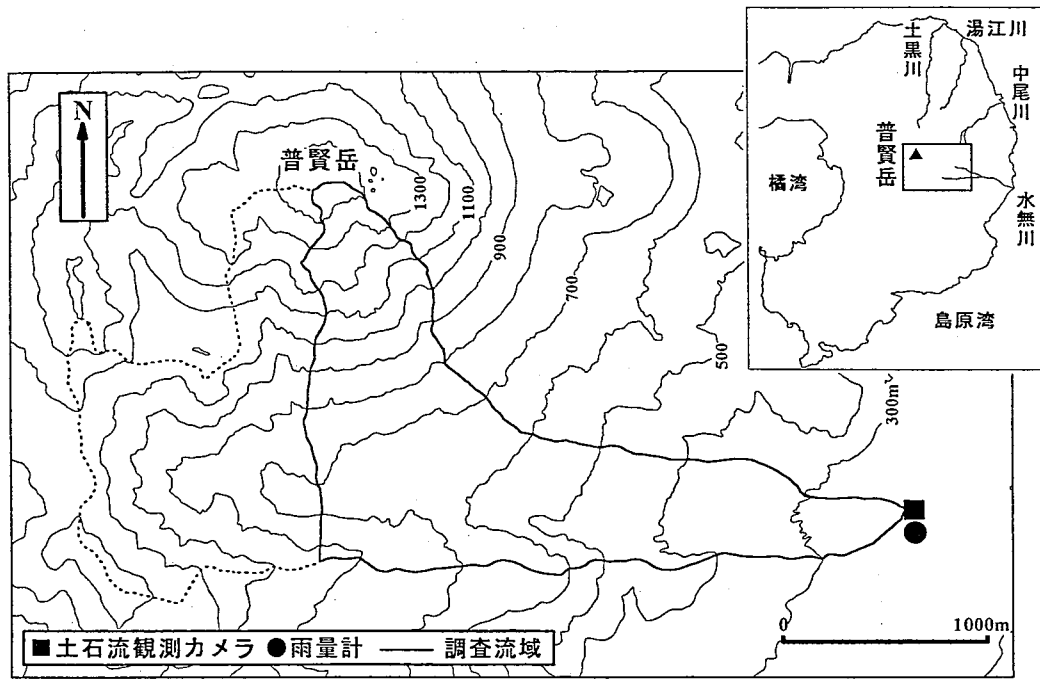 N
普賢岳
1300
1100
900
700
500
300m
0 1000m
■土石流観測カメラ ●雨量計 ── 調査流域
土黒川
湯江川
中尾川
普賢岳
橘湾
水無川
島原湾